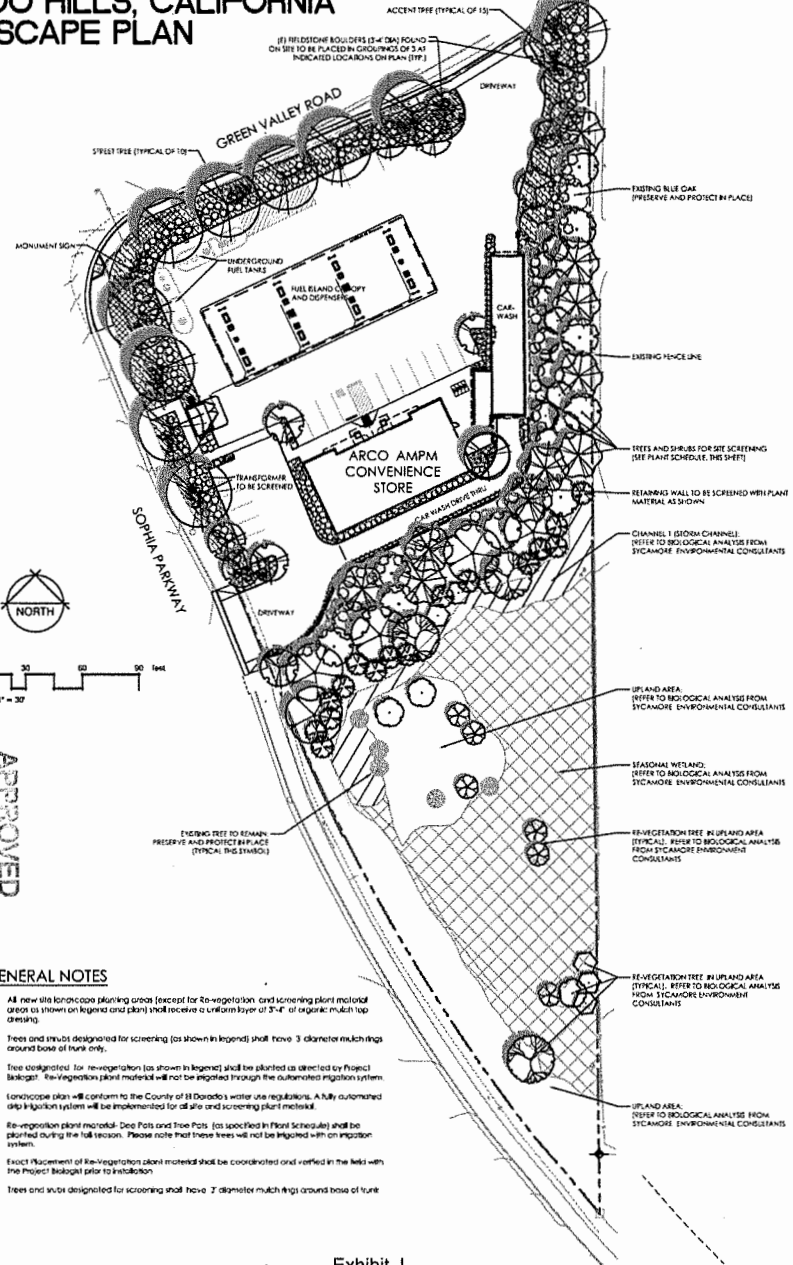 DO HILLS, CALIFORNIA
SCAPE PLAN
ACCENT TREE (TYPICAL OF 15)
(E) FIELDSTONE BOULDERS (3'-4' DIA) FOUND
ON SITE TO BE PLACED IN GROUPINGS OF 3 AT
INDICATED LOCATIONS ON PLAN (TYP.)
DRIVEWAY
GREEN VALLEY ROAD
STREET TREE (TYPICAL OF 10)
EXISTING BLUE OAK
(PRESERVE AND PROTECT IN PLACE)
MONUMENT SIGN
UNDERGROUND
FUEL TANKS
FUEL ISLAND CANOPY
AND DISPENSERS
CAR-
WASH
EXISTING FENCE LINE
ARCO AMPM
CONVENIENCE
STORE
TREES AND SHRUBS FOR SITE SCREENING
(SEE PLANT SCHEDULE, THIS SHEET)
TRANSFORMER
TO BE SCREENED
CAR WASH DRIVE THRU
RETAINING WALL TO BE SCREENED WITH PLANT
MATERIAL AS SHOWN
SOPHIA PARKWAY
CHANNEL 1 (STORM CHANNEL):
(REFER TO BIOLOGICAL ANALYSIS FROM
SYCAMORE ENVIRONMENTAL CONSULTANTS
NORTH
DRIVEWAY
30 60 90 feet
1" = 30'
UPLAND AREA:
(REFER TO BIOLOGICAL ANALYSIS FROM
SYCAMORE ENVIRONMENTAL CONSULTANTS
APPROVED
SEASONAL WETLAND:
(REFER TO BIOLOGICAL ANALYSIS FROM
SYCAMORE ENVIRONMENTAL CONSULTANTS
EXISTING TREE TO REMAIN
PRESERVE AND PROTECT IN PLACE
(TYPICAL THIS SYMBOL)
RE-VEGETATION TREE IN UPLAND AREA
(TYPICAL). REFER TO BIOLOGICAL ANALYSIS
FROM SYCAMORE ENVIRONMENT
CONSULTANTS
RE-VEGETATION TREE IN UPLAND AREA
(TYPICAL). REFER TO BIOLOGICAL ANALYSIS
FROM SYCAMORE ENVIRONMENT
CONSULTANTS
UPLAND AREA:
(REFER TO BIOLOGICAL ANALYSIS FROM
SYCAMORE ENVIRONMENTAL CONSULTANTS
ENERAL NOTES
All new site landscape planting areas (except for Re-vegetation and screening plant material
areas as shown on legend and plan) shall receive a uniform layer of 3"-4" of organic mulch top
dressing.
Trees and shrubs designated for screening (as shown in legend) shall have 3' diameter mulch rings
around base of trunk only.
Tree designated for re-vegetation (as shown in legend) shall be planted as directed by Project
Biologist. Re-Vegeation plant material will not be irrigated through the automated irrigation system.
Landscape plan will conform to the County of El Dorado's water use regulations. A fully automated
drip irrigation system will be implemented for all site and screening plant material.
Re-vegeation plant material- Dee Pots and Tree Pots (as specified in Plant Schedule) shall be
planted during the fall season. Please note that these trees will not be irrigated with an irrigation
system.
Exact Placement of Re-Vegetation plant material shall be coordinated and verified in the field with
the Project Biologist prior to installation
Trees and srubs designated for screening shall have 3' diameter mulch rings around base of trunk
Exhibit J